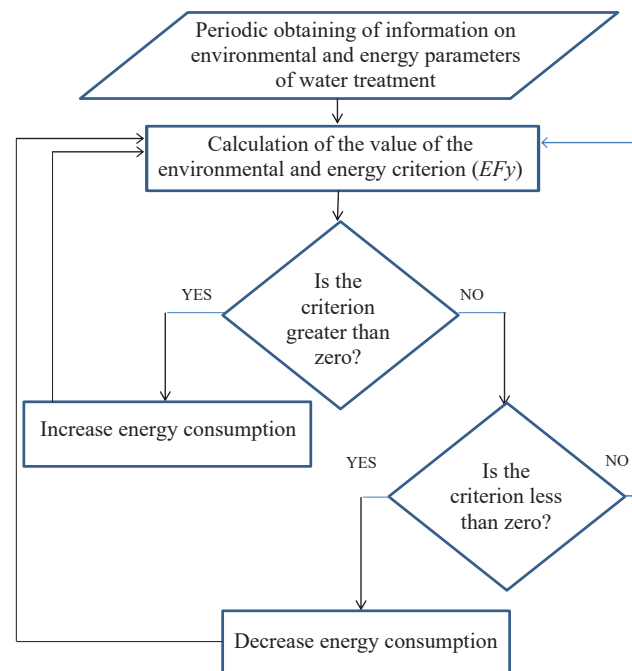 Periodic obtaining of information on
environmental and energy parameters
of water treatment
Calculation of the value of the
environmental and energy criterion (EFy)
Is the
criterion
greater than
zero?
YES
NO
Increase energy consumption
Is the
criterion less
than zero?
YES
NO
Decrease energy consumption